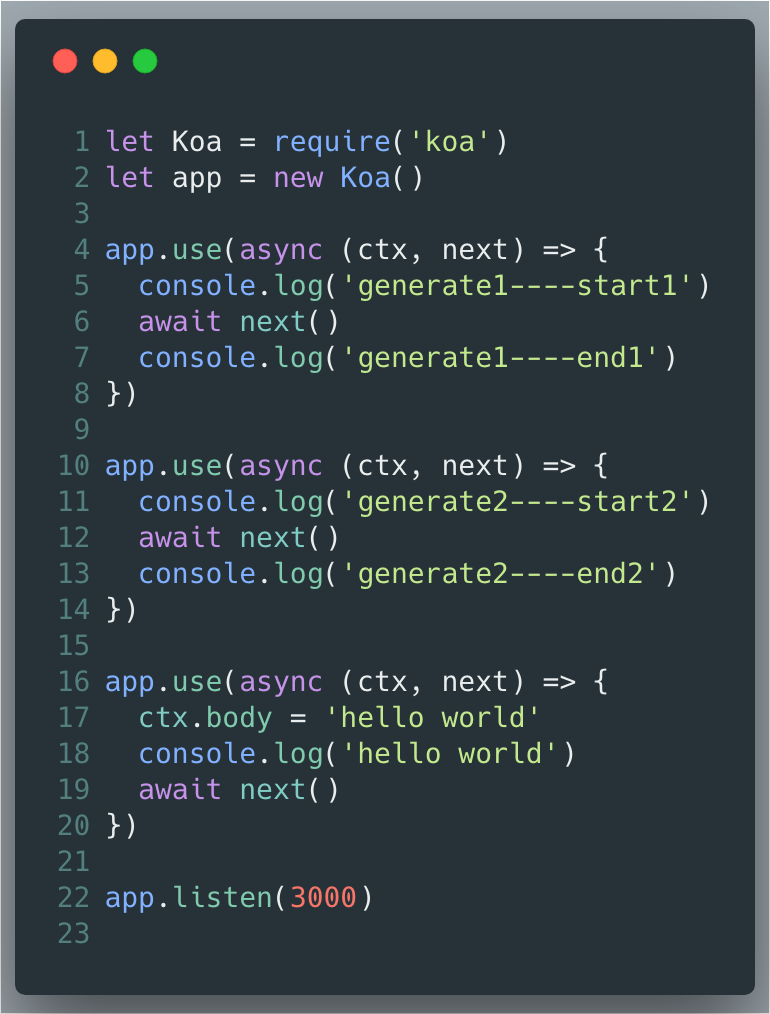 1 let Koa = require('koa')
2 let app = new Koa()
3
4 app.use(async (ctx, next) => {
5   console.log('generate1----start1')
6   await next()
7   console.log('generate1----end1')
8 })
9
10 app.use(async (ctx, next) => {
11   console.log('generate2----start2')
12   await next()
13   console.log('generate2----end2')
14 })
15
16 app.use(async (ctx, next) => {
17   ctx.body = 'hello world'
18   console.log('hello world')
19   await next()
20 })
21
22 app.listen(3000)
23